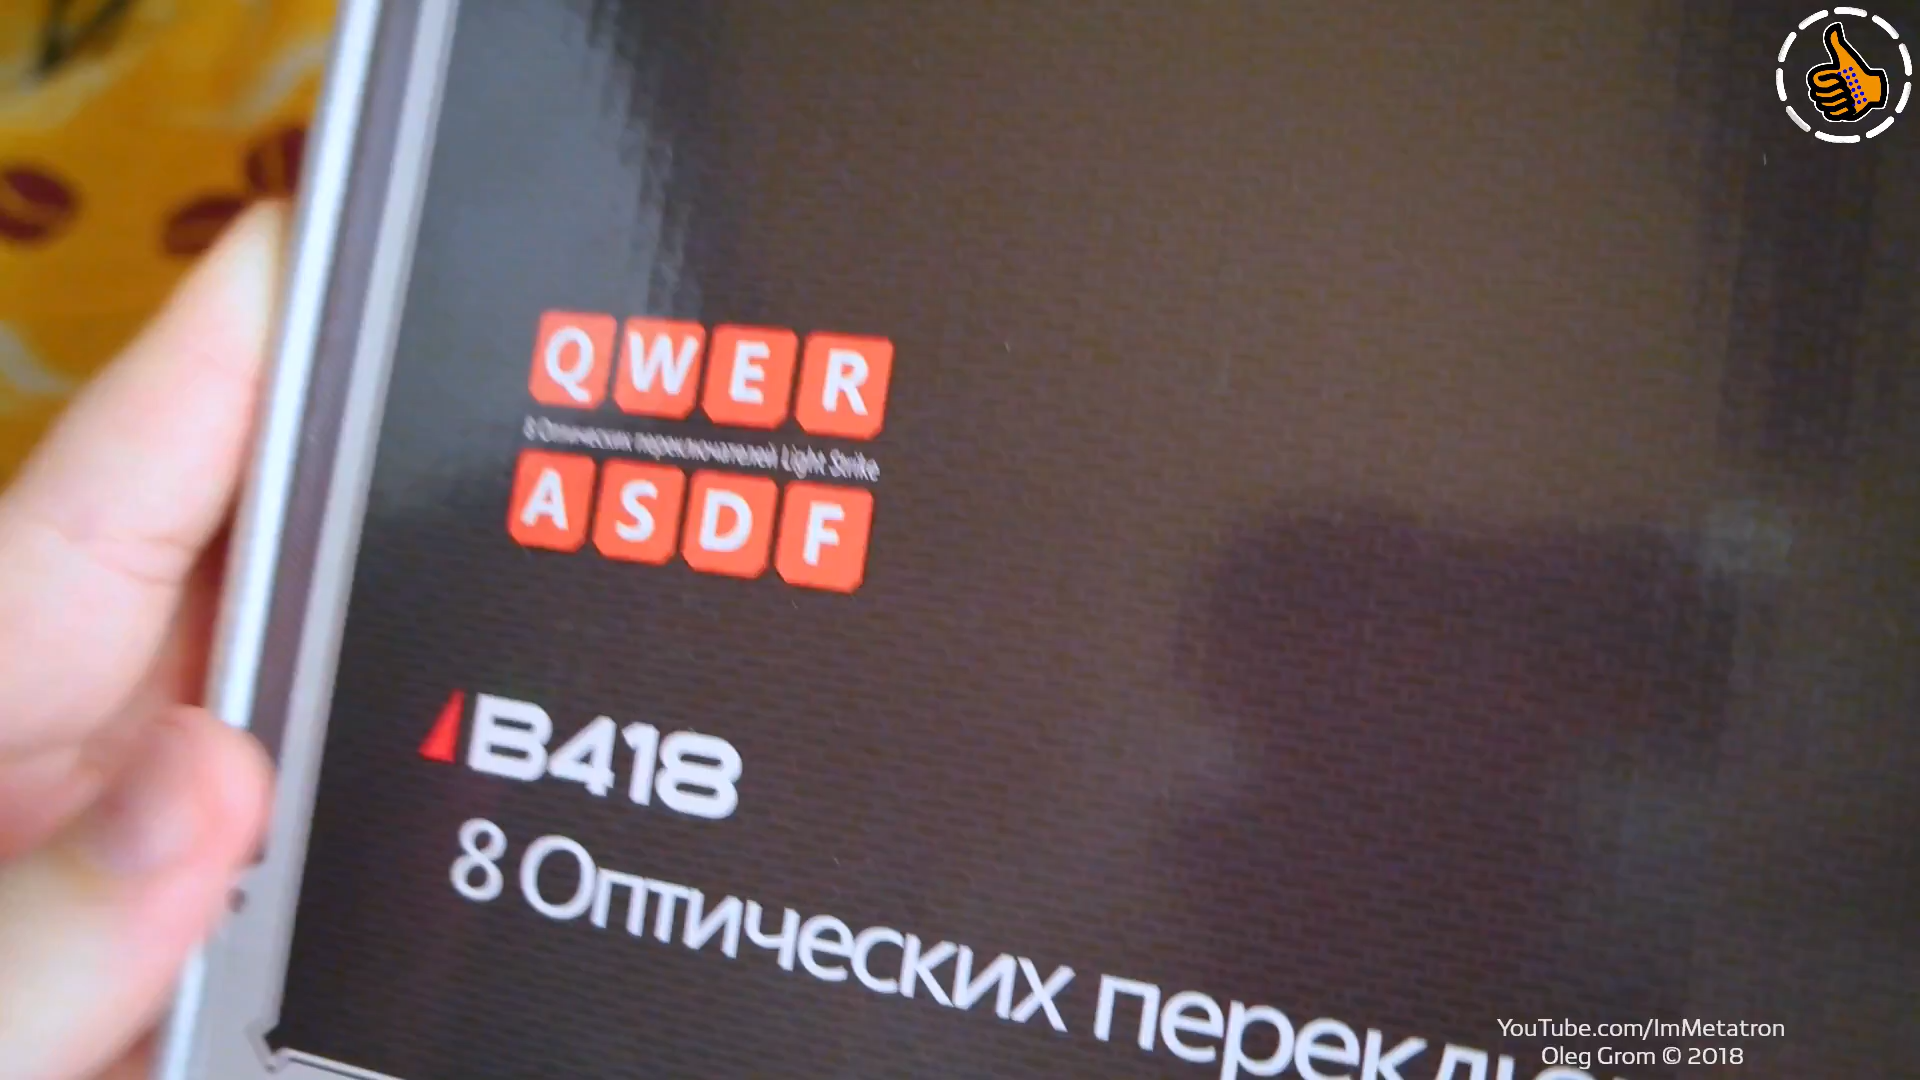 Q W E R
8 Оптических переключателей Light Strike
A S D F
B418
8 Оптических
YouTube.com/ImMetatron
Oleg Grom © 2018